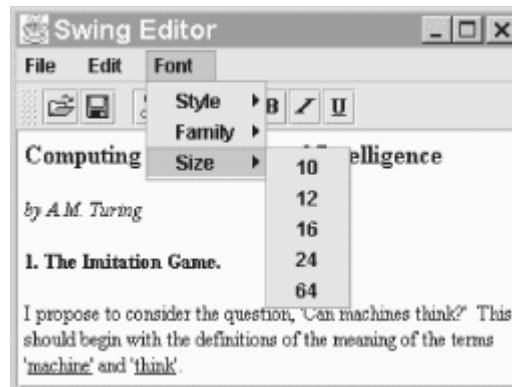 Swing Editor
File Edit Font
Style
Family
Size
B I U
10
12
16
24
64
Computing elligence
by A.M. Turing
1. The Imitation Game.
I propose to consider the question, 'Can machines think?' This
should begin with the definitions of the meaning of the terms
'machine' and 'think'.